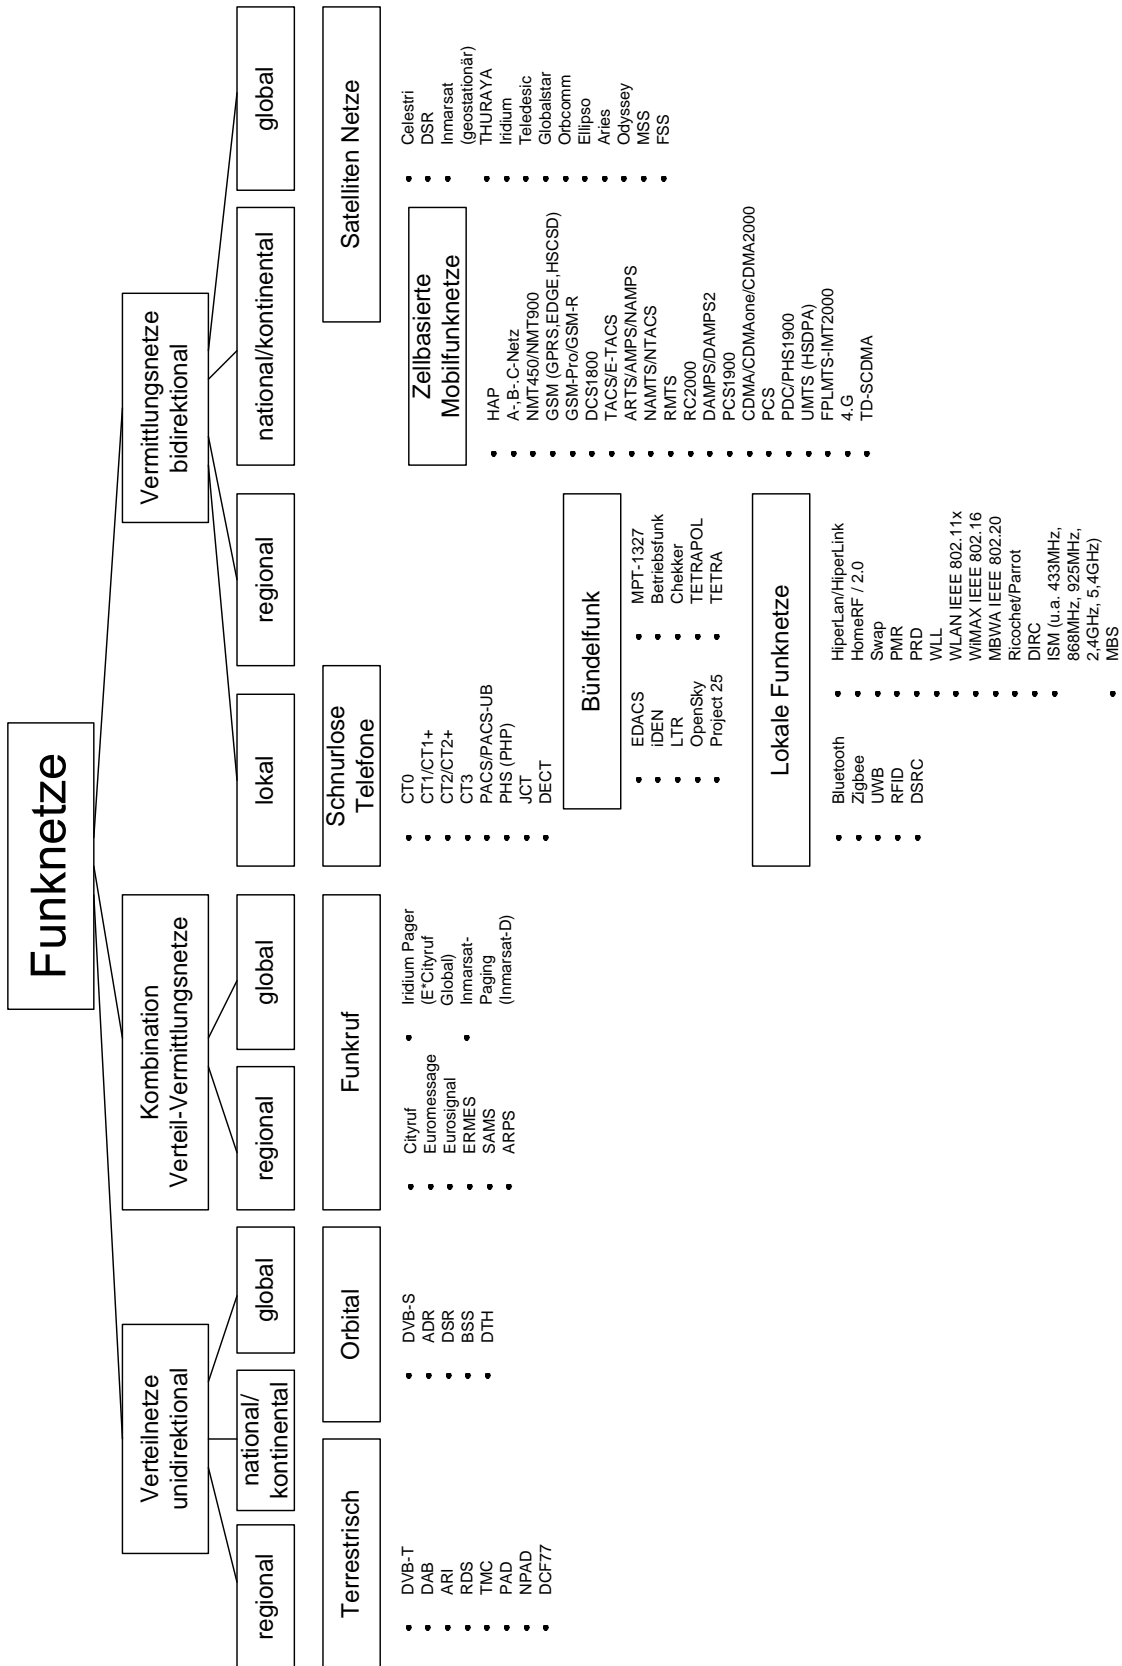 Funknetze
Verteilnetze
unidirektional
Kombination
Verteil-Vermittlungsnetze
Vermittlungsnetze
bidirektional
regional
national/
kontinental
global
regional
global
lokal
regional
national/kontinental
global
Terrestrisch
DVB-T
DAB
ARI
RDS
TMC
PAD
NPAD
DCF77
Orbital
DVB-S
ADR
DSR
BSS
DTH
Funkruf
Cityruf
Euromessage
Eurosignal
ERMES
SAMS
ARPS
Iridium Pager
(E*Cityruf
Global)
Inmarsat-
Paging
(Inmarsat-D)
Schnurlose
Telefone
CT0
CT1/CT1+
CT2/CT2+
CT3
PACS/PACS-UB
PHS (PHP)
JCT
DECT
Bündelfunk
EDACS
iDEN
LTR
OpenSky
Project 25
MPT-1327
Betriebsfunk
Chekker
TETRAPOL
TETRA
Lokale Funknetze
Bluetooth
Zigbee
UWB
RFID
DSRC
HiperLan/HiperLink
HomeRF / 2.0
Swap
PMR
PRD
WLL
WLAN IEEE 802.11x
WiMAX IEEE 802.16
MBWA IEEE 802.20
Ricochet/Parrot
DIRC
ISM (u.a. 433MHz,
868MHz, 925MHz,
2,4GHz, 5,4GHz)
MBS
Zellbasierte
Mobilfunknetze
HAP
A-,B-.C-Netz
NMT450/NMT900
GSM (GPRS,EDGE,HSCSD)
GSM-Pro/GSM-R
DCS1800
TACS/E-TACS
ARTS/AMPS/NAMPS
NAMTS/NTACS
RMTS
RC2000
DAMPS/DAMPS2
PCS1900
CDMA/CDMAone/CDMA2000
PCS
PDC/PHS1900
UMTS (HSDPA)
FPLMTS-IMT2000
4.G
TD-SCDMA
Satelliten Netze
Celestri
DSR
Inmarsat
(geostationär)
THURAYA
Iridium
Teledesic
Globalstar
Orbcomm
Ellipso
Aries
Odyssey
MSS
FSS